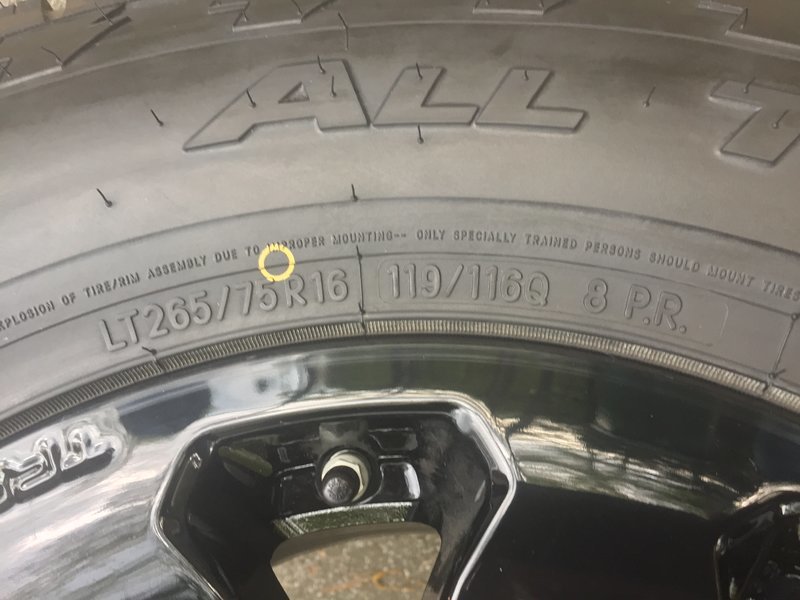 ALL T
EXPLOSION OF TIRE/RIM ASSEMBLY DUE TO IMPROPER MOUNTING-- ONLY SPECIALLY TRAINED PERSONS SHOULD MOUNT TIRES
LT265/75R16 119/116Q 8 P.R.